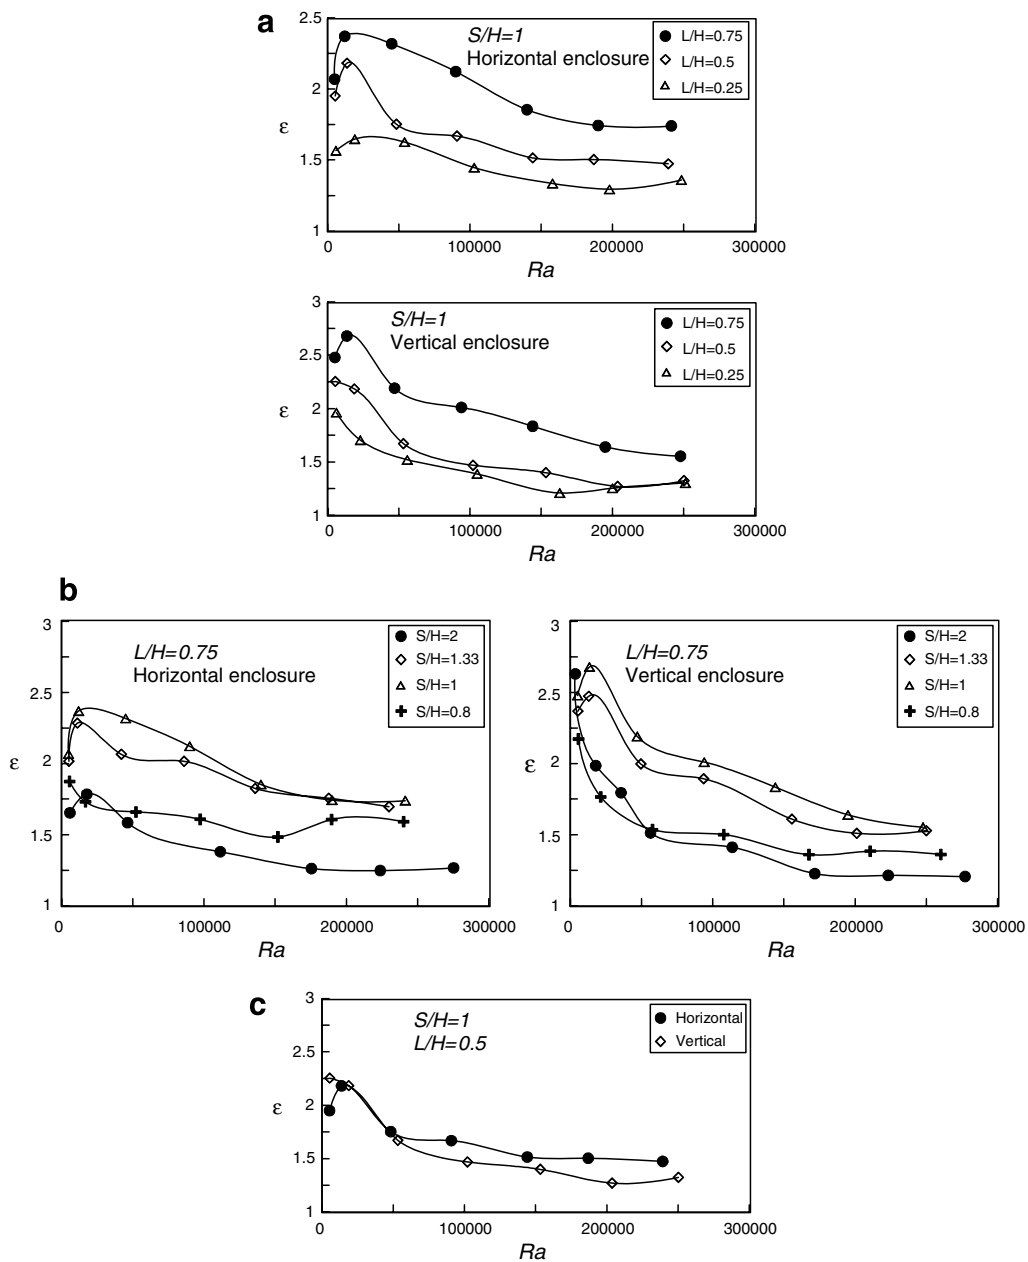 a
2.5
S/H=1
Horizontal enclosure
L/H=0.75
L/H=0.5
L/H=0.25
2
ε
1.5
1
0 100000 200000 300000
Ra
3
S/H=1
Vertical enclosure
L/H=0.75
L/H=0.5
L/H=0.25
2.5
2
ε
1.5
1
0 100000 200000 300000
Ra
b
3
L/H=0.75
Horizontal enclosure
S/H=2
S/H=1.33
S/H=1
S/H=0.8
2.5
2
ε
1.5
1
0 100000 200000 300000
Ra
3
L/H=0.75
Vertical enclosure
S/H=2
S/H=1.33
S/H=1
S/H=0.8
2.5
2
ε
1.5
1
0 100000 200000 300000
Ra
c
3
S/H=1
L/H=0.5
Horizontal
Vertical
2.5
2
ε
1.5
1
0 100000 200000 300000
Ra